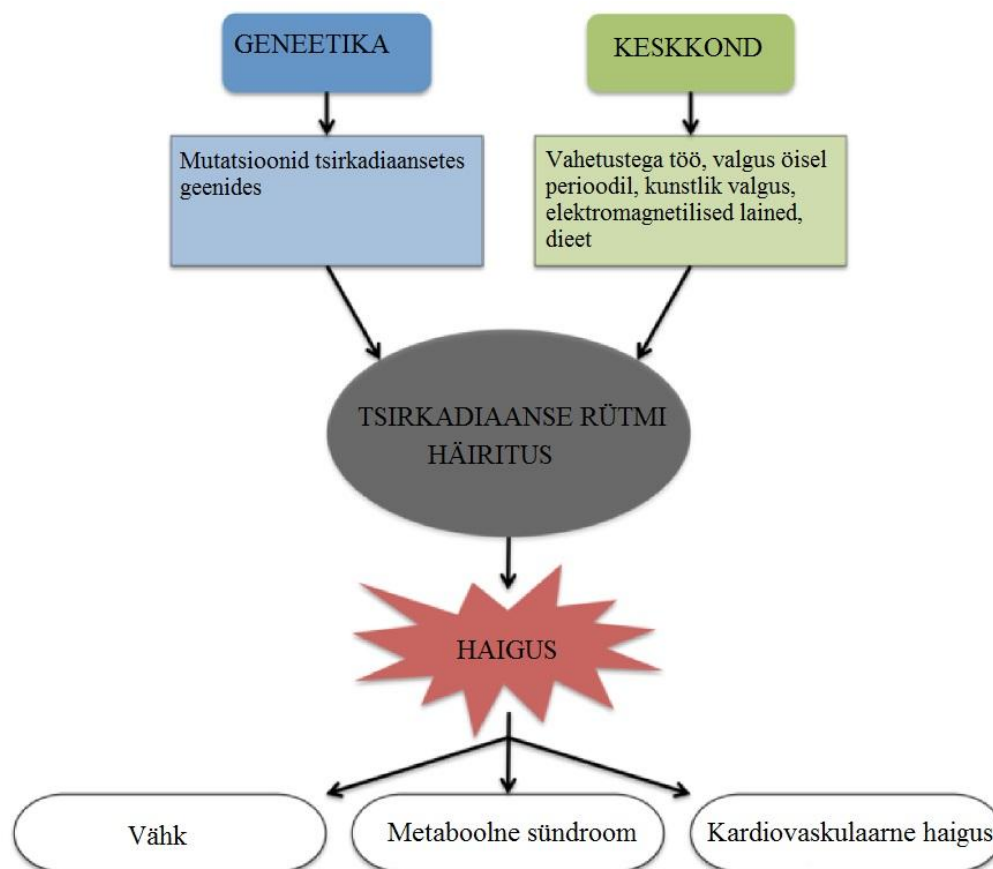 GENEETIKA
KESKKOND
Mutatsioonid tsirkadiaansetes
geenides
Vahetustega töö, valgus öisel
perioodil, kunstlik valgus,
elektromagnetilised lained,
dieet
TSIRKADIAANSE RÜTMI
HÄIRITUS
HAIGUS
Vähk
Metaboolne sündroom
Kardiovaskulaarne haigus